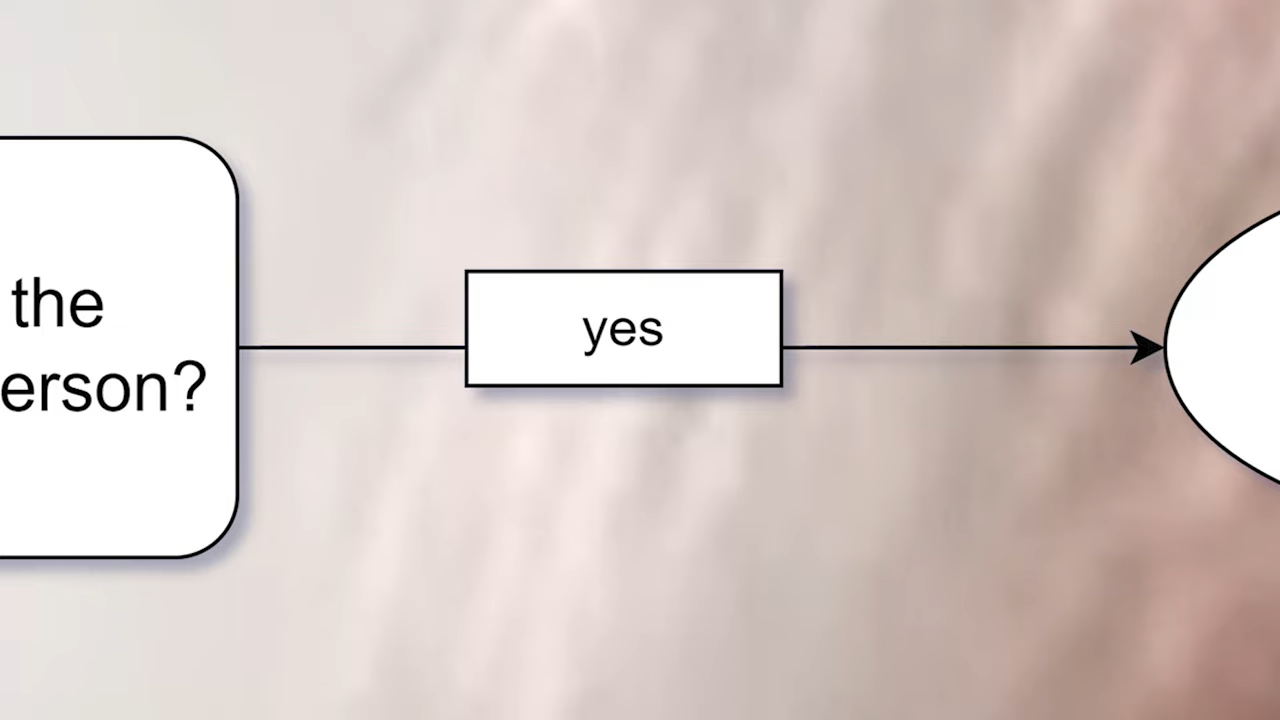 the
erson?
yes